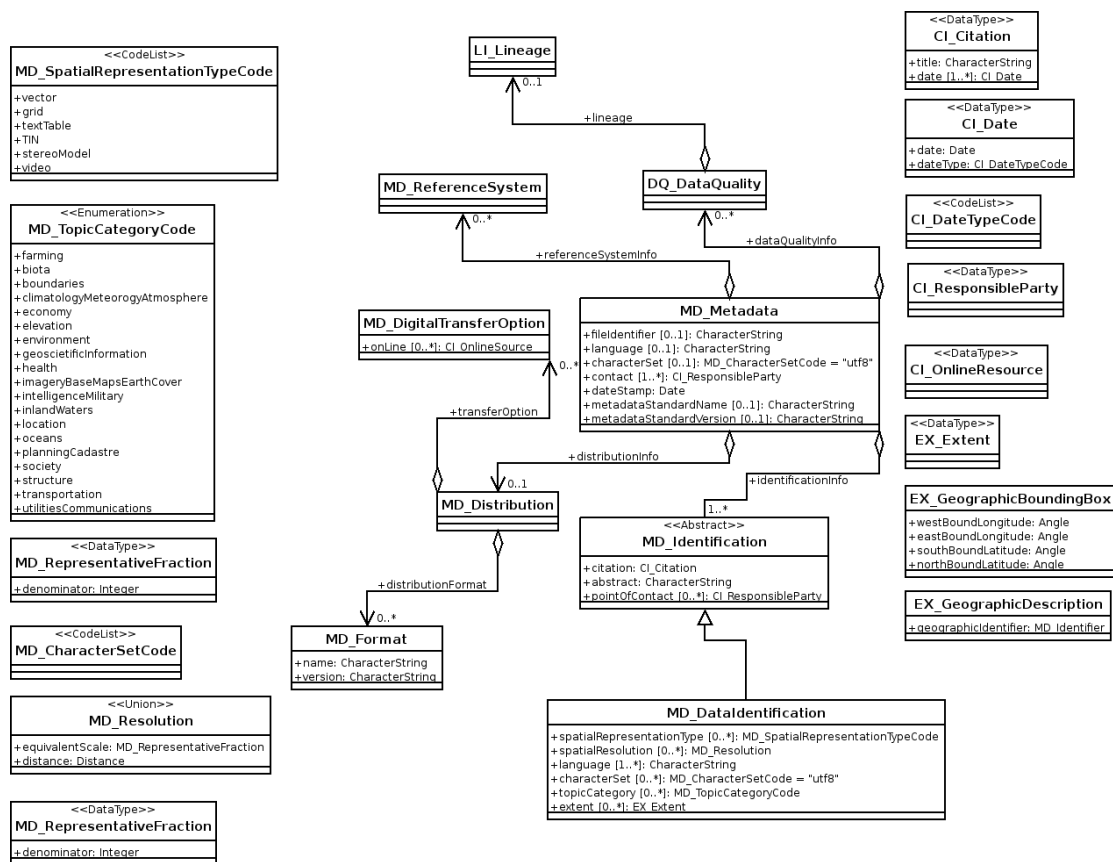 <<CodeList>>
MD_SpatialRepresentationTypeCode
+vector
+grid
+textTable
+TIN
+stereoModel
+video
<<Enumeration>>
MD_TopicCategoryCode
+farming
+biota
+boundaries
+climatologyMeteorogyAtmosphere
+economy
+elevation
+environment
+geoscietificInformation
+health
+imageryBaseMapsEarthCover
+intelligenceMilitary
+inlandWaters
+location
+oceans
+planningCadastre
+society
+structure
+transportation
+utilitiesCommunications
<<DataType>>
MD_RepresentativeFraction
+denominator: Integer
<<CodeList>>
MD_CharacterSetCode
<<Union>>
MD_Resolution
+equivalentScale: MD_RepresentativeFraction
+distance: Distance
<<DataType>>
MD_RepresentativeFraction
+denominator: Integer
LI_Lineage
0..1
+lineage
MD_ReferenceSystem
0..*
DQ_DataQuality
0..*
+dataQualityInfo
+referenceSystemInfo
MD_DigitalTransferOption
+onLine [0..*]: CI_OnlineSource
0..*
+transferOption
MD_Metadata
+fileIdentifier [0..1]: CharacterString
+language [0..1]: CharacterString
+characterSet [0..1]: MD_CharacterSetCode = "utf8"
+contact [1..*]: CI_ResponsibleParty
+dateStamp: Date
+metadataStandardName [0..1]: CharacterString
+metadataStandardVersion [0..1]: CharacterString
+distributionInfo
0..1
+identificationInfo
1..*
MD_Distribution
+distributionFormat
0..*
MD_Format
+name: CharacterString
+version: CharacterString
<<Abstract>>
MD_Identification
+citation: CI_Citation
+abstract: CharacterString
+pointOfContact [0..*]: CI_ResponsibleParty
MD_DataIdentification
+spatialRepresentationType [0..*]: MD_SpatialRepresentationTypeCode
+spatialResolution [0..*]: MD_Resolution
+language [1..*]: CharacterString
+characterSet [0..*]: MD_CharacterSetCode = "utf8"
+topicCategory [0..*]: MD_TopicCategoryCode
+extent [0..*]: EX_Extent
<<DataType>>
CI_Citation
+title: CharacterString
+date [1..*]: CI_Date
<<DataType>>
CI_Date
+date: Date
+dateType: CI_DateTypeCode
<<CodeList>>
CI_DateTypeCode
<<DataType>>
CI_ResponsibleParty
<<DataType>>
CI_OnlineResource
<<DataType>>
EX_Extent
EX_GeographicBoundingBox
+westBoundLongitude: Angle
+eastBoundLongitude: Angle
+southBoundLatitude: Angle
+northBoundLatitude: Angle
EX_GeographicDescription
+geographicIdentifier: MD_Identifier